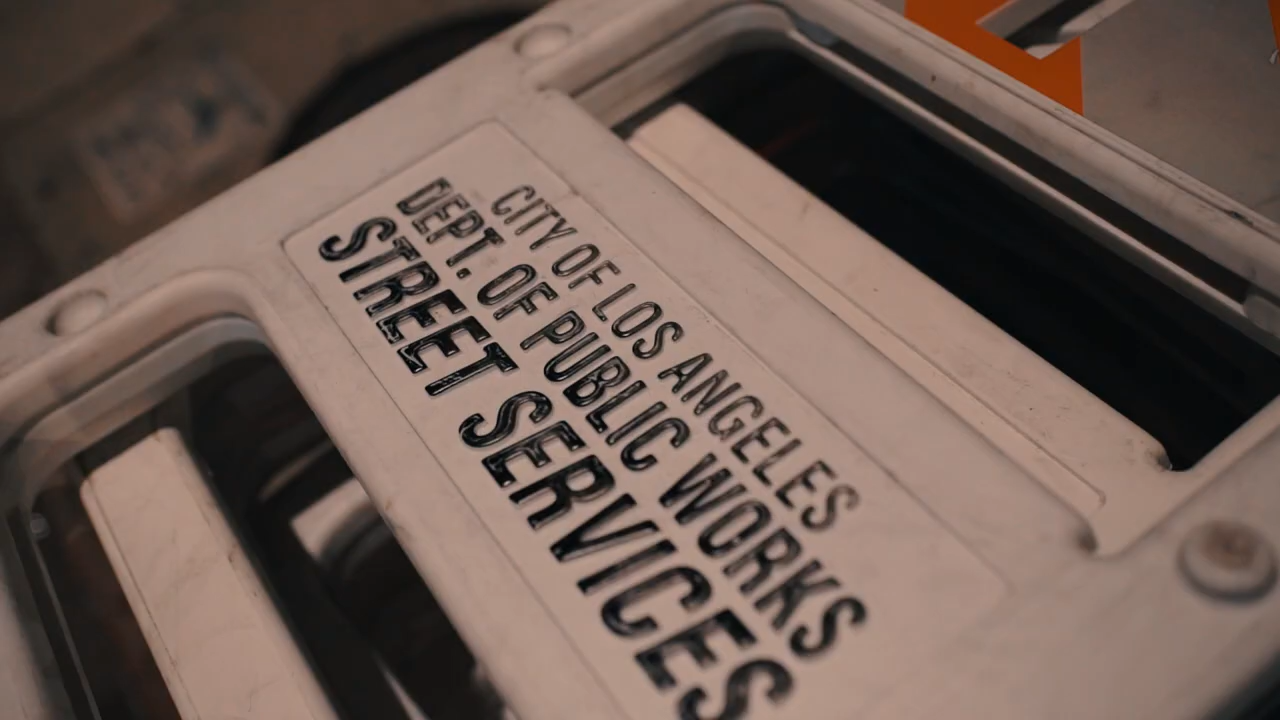 CITY OF LOS ANGELES
DEPT. OF PUBLIC WORKS
STREET SERVICES